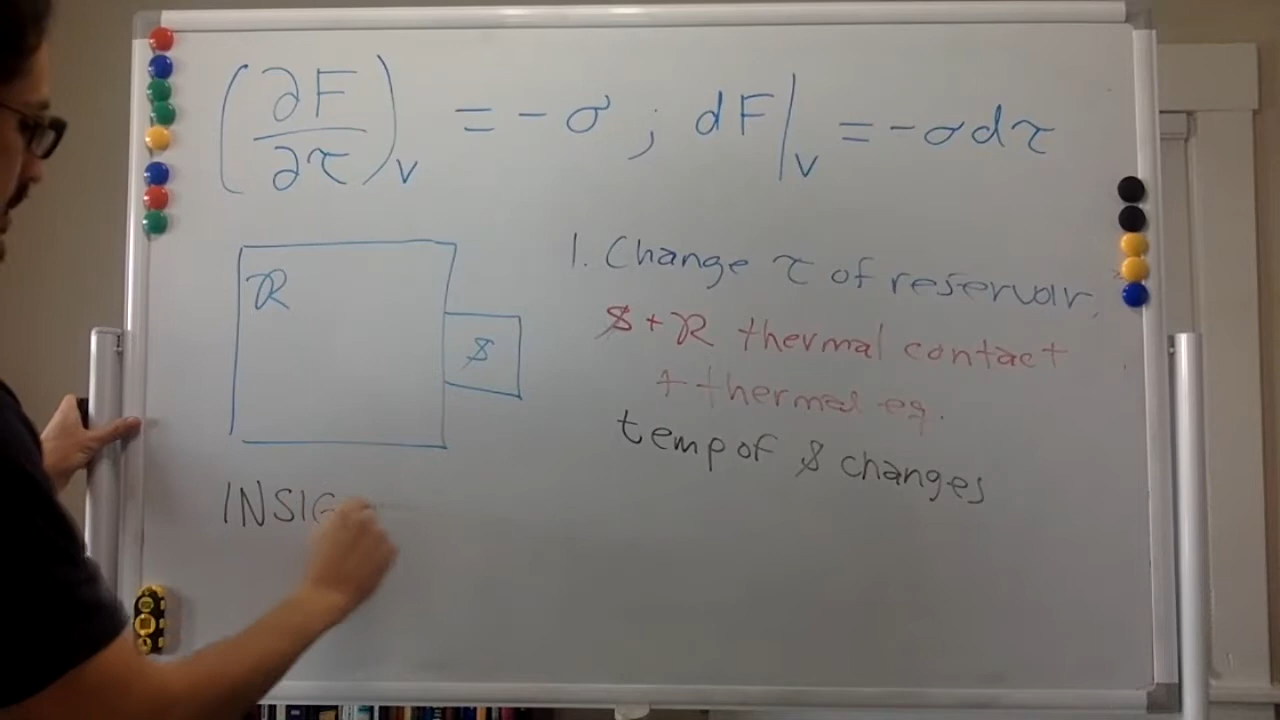 (∂F/∂τ)_V = -σ ; dF|_V = -σdτ
R
1. Change τ of reservoir,
$ + R thermal contact
$
+ thermal eq.
temp of $ changes
INSIG